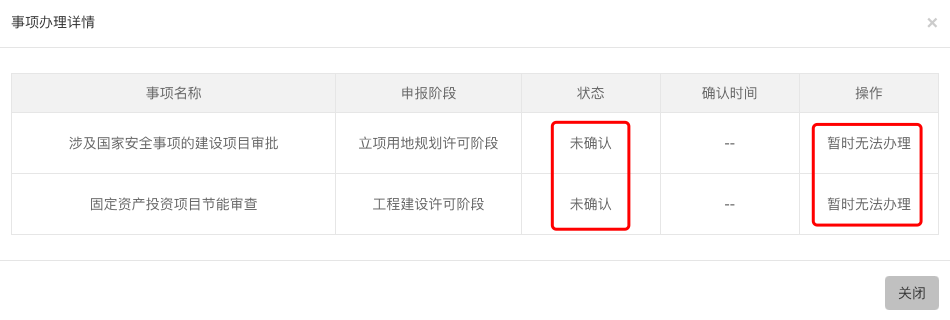 事项办理详情
×
事项名称 申报阶段 状态 确认时间 操作
涉及国家安全事项的建设项目审批 立项用地规划许可阶段 未确认 -- 暂时无法办理
固定资产投资项目节能审查 工程建设许可阶段 未确认 -- 暂时无法办理
关闭